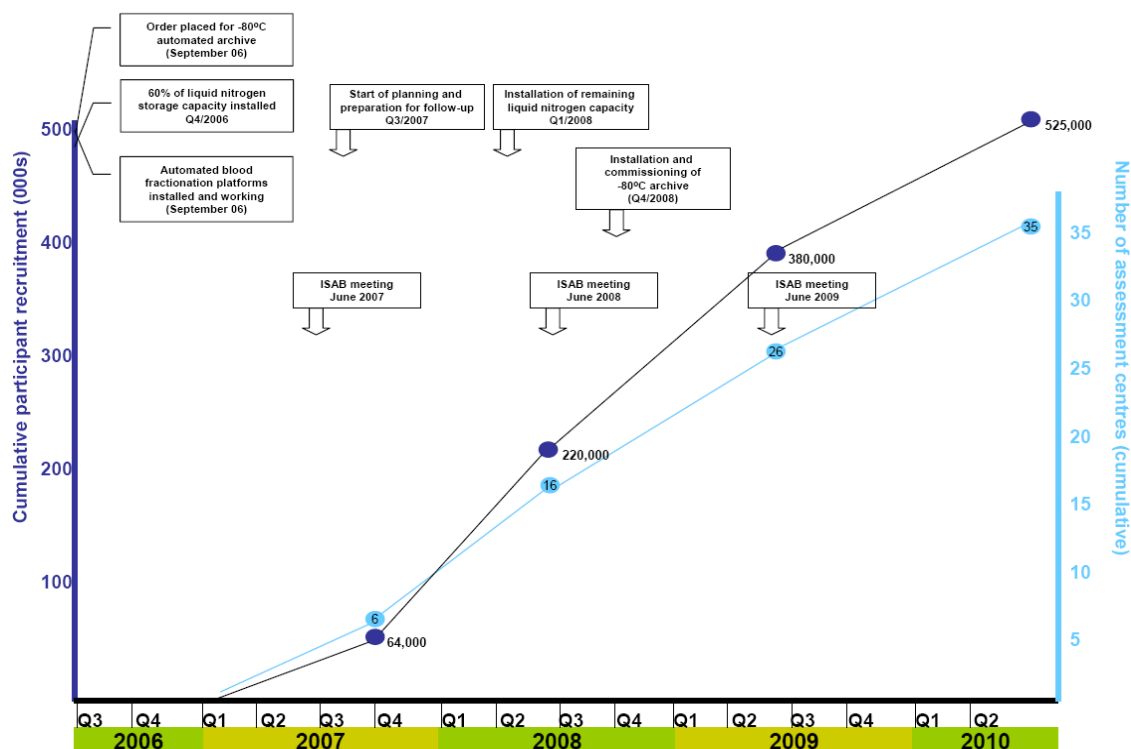 Order placed for -80ºC
automated archive
(September 06)
60% of liquid nitrogen
storage capacity installed
Q4/2006
Automated blood
fractionation platforms
installed and working
(September 06)
Start of planning and
preparation for follow-up
Q3/2007
Installation of remaining
liquid nitrogen capacity
Q1/2008
Installation and
commissioning of
-80ºC archive
(Q4/2008)
ISAB meeting
June 2007
ISAB meeting
June 2008
ISAB meeting
June 2009
Cumulative participant recruitment (000s)
500
400
300
200
100
64,000
220,000
380,000
525,000
6
16
26
35
Number of assessment centres (cumulative)
35
30
25
20
15
10
5
Q3 Q4 Q1 Q2 Q3 Q4 Q1 Q2 Q3 Q4 Q1 Q2 Q3 Q4 Q1 Q2
2006 2007 2008 2009 2010